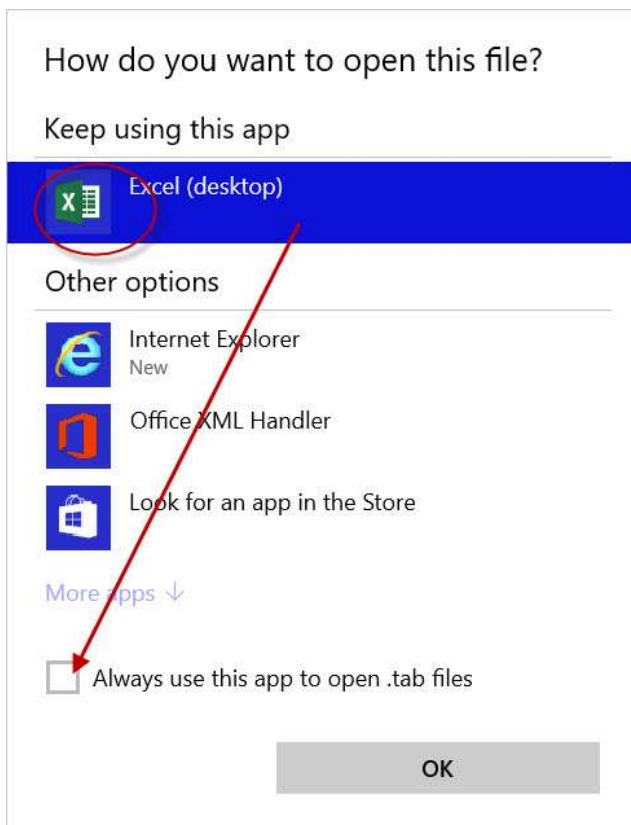 How do you want to open this file?
Keep using this app
Excel (desktop)
Other options
Internet Explorer
New
Office XML Handler
Look for an app in the Store
More apps ↓
Always use this app to open .tab files
OK